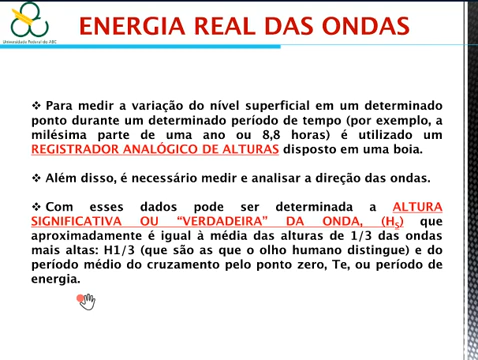 ENERGIA REAL DAS ONDAS
Universidade Federal do ABC
❖ Para medir a variação do nível superficial em um determinado
ponto durante um determinado período de tempo (por exemplo, a
milésima parte de uma ano ou 8,8 horas) é utilizado um
REGISTRADOR ANALÓGICO DE ALTURAS disposto em uma boia.
❖ Além disso, é necessário medir e analisar a direção das ondas.
❖ Com esses dados pode ser determinada a ALTURA
SIGNIFICATIVA OU “VERDADEIRA” DA ONDA, (HS) que
aproximadamente é igual à média das alturas de 1/3 das ondas
mais altas: H1/3 (que são as que o olho humano distingue) e do
período médio do cruzamento pelo ponto zero, Te, ou período de
energia.